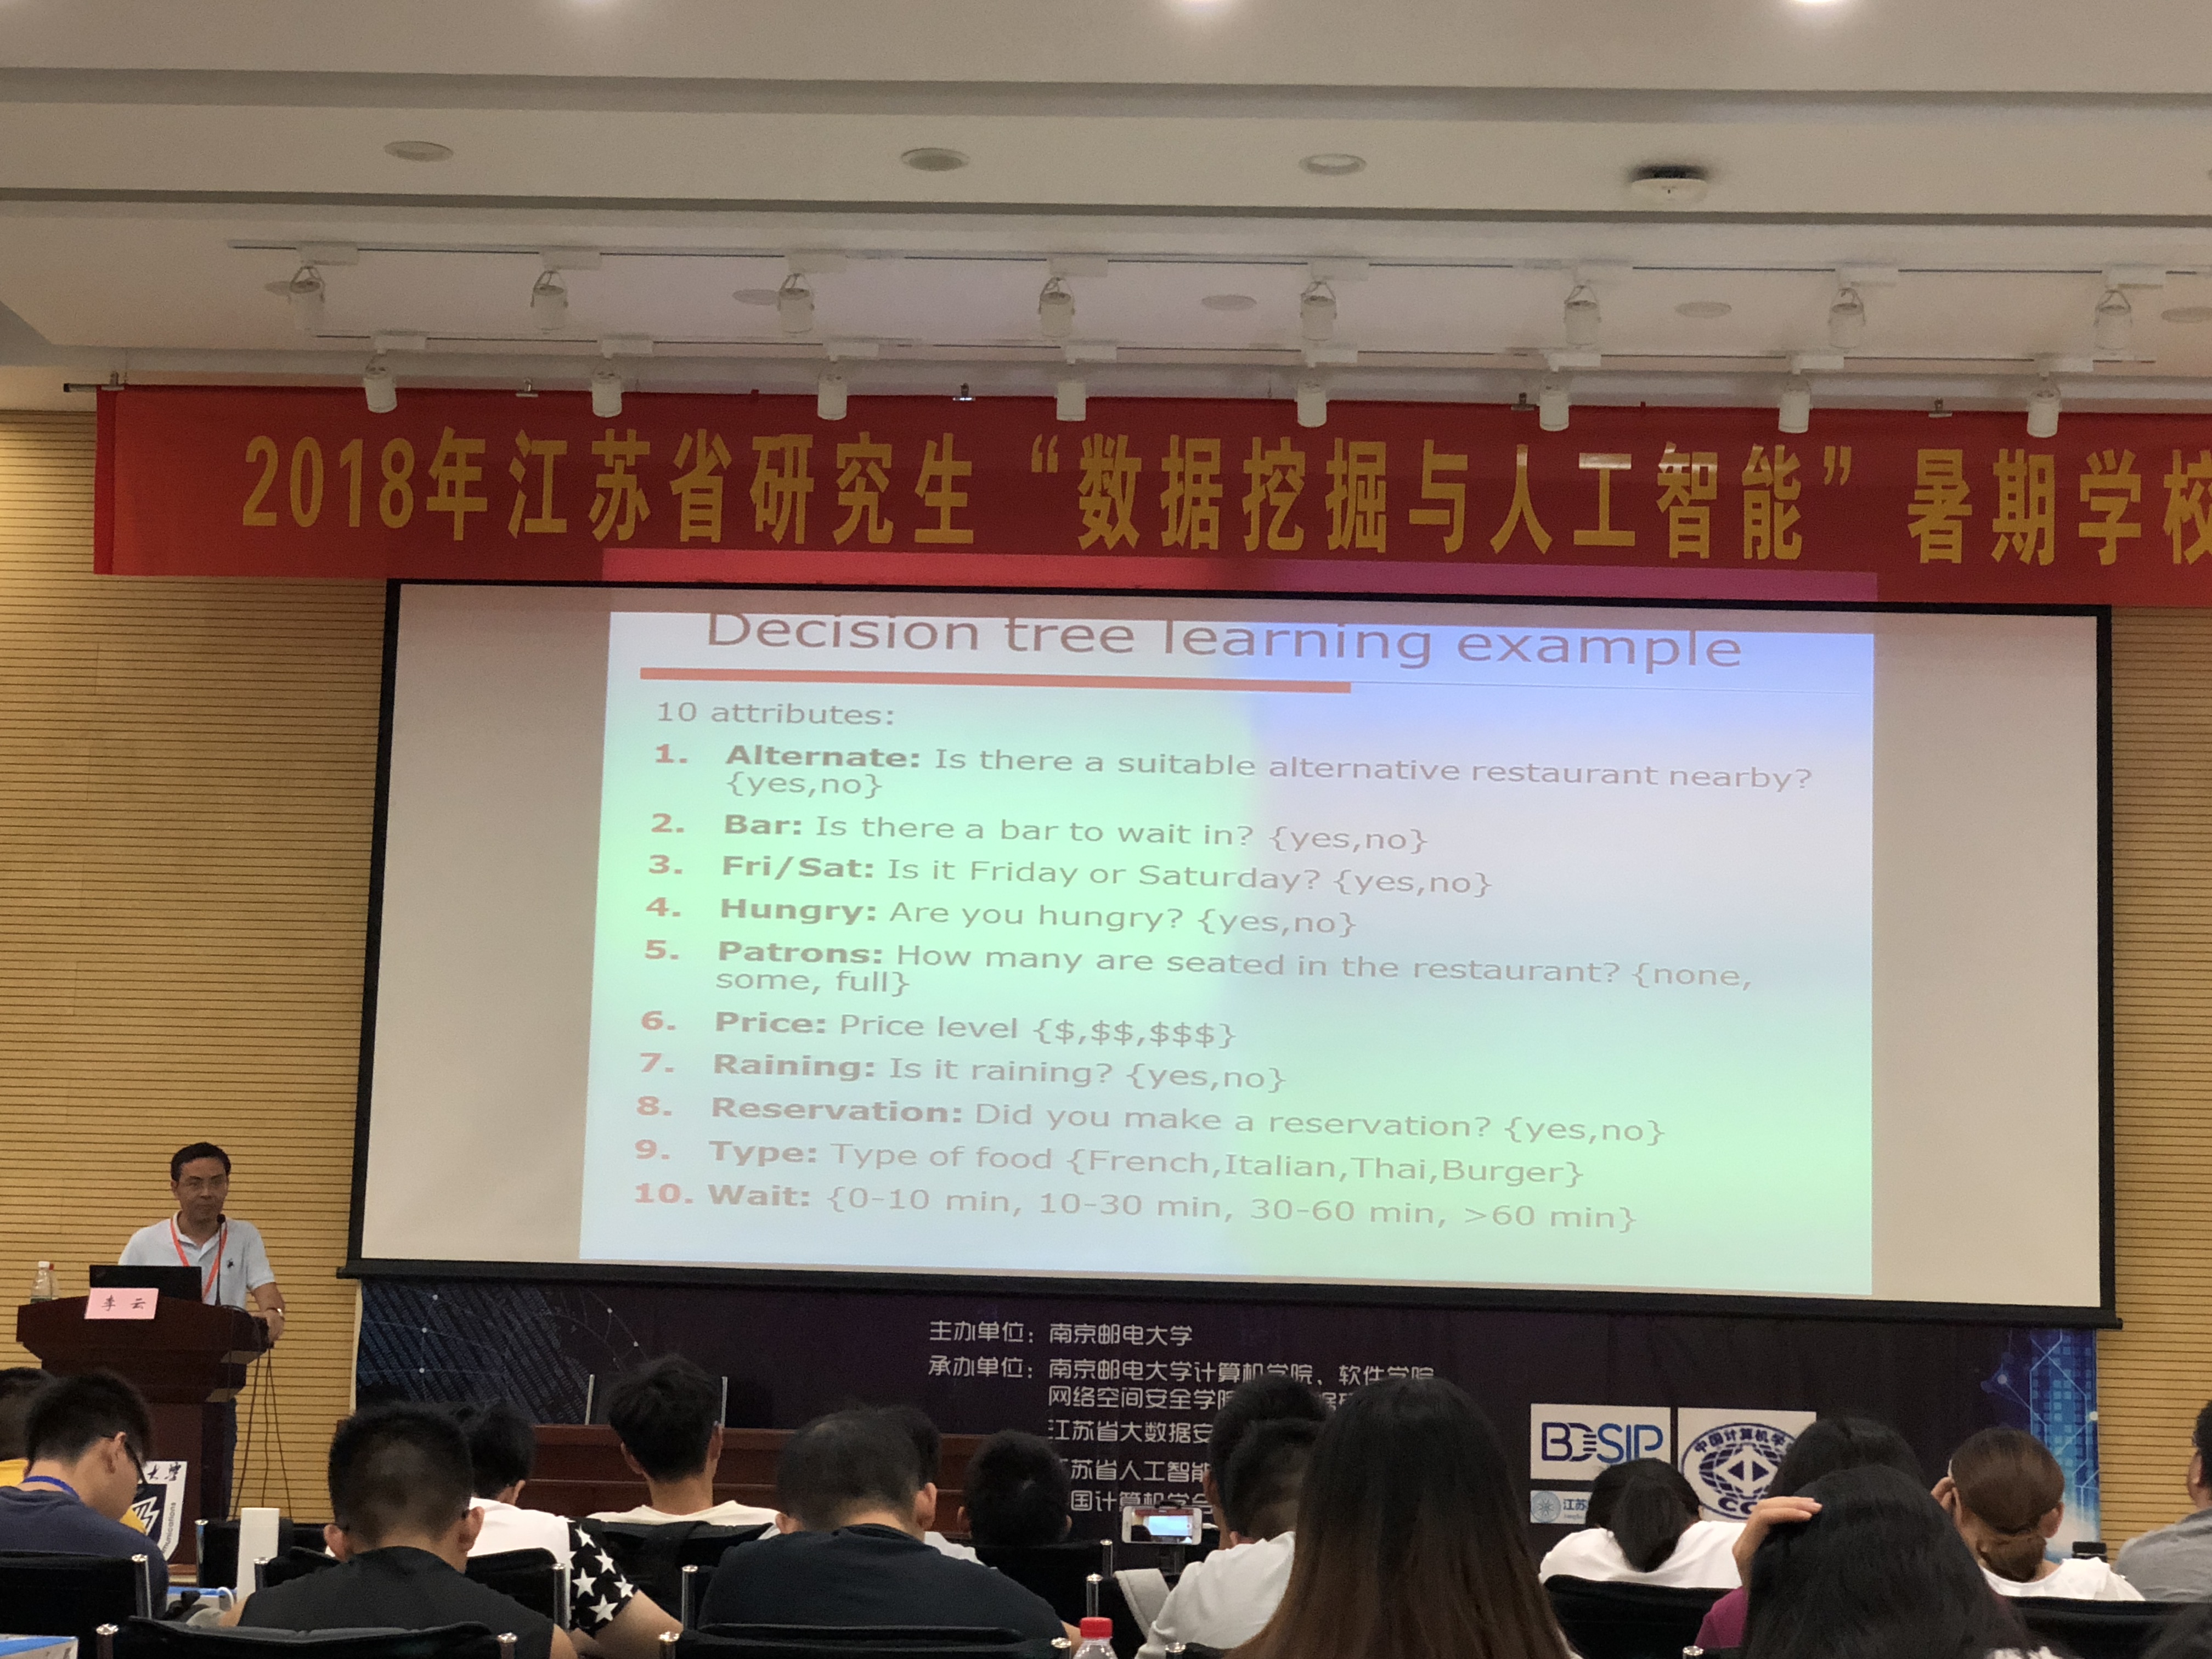 2018年江苏省研究生“数据挖掘与人工智能”暑期学校
Decision tree learning example
10 attributes:
1. Alternate: Is there a suitable alternative restaurant nearby?
{yes,no}
2. Bar: Is there a bar to wait in? {yes,no}
3. Fri/Sat: Is it Friday or Saturday? {yes,no}
4. Hungry: Are you hungry? {yes,no}
5. Patrons: How many are seated in the restaurant? {none,
some, full}
6. Price: Price level {$,$$,$$$}
7. Raining: Is it raining? {yes,no}
8. Reservation: Did you make a reservation? {yes,no}
9. Type: Type of food {French,Italian,Thai,Burger}
10. Wait: {0-10 min, 10-30 min, 30-60 min, >60 min}
李云
主办单位：南京邮电大学
承办单位：南京邮电大学计算机学院、软件学院
网络空间安全学院
江苏省大数据安
苏省人工智能
国计算机学会
BDSIP
中国计算机学
CC
江苏
大学